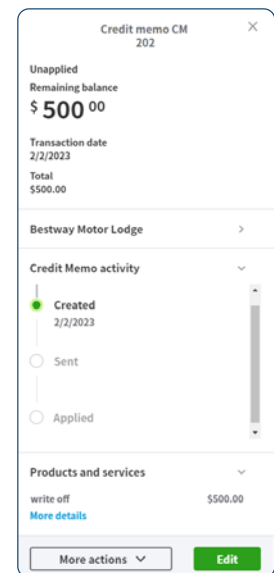 Credit memo CM
202
Unapplied
Remaining balance
$ 500 00
Transaction date
2/2/2023
Total
$500.00
Bestway Motor Lodge
Credit Memo activity
Created
2/2/2023
Sent
Applied
Products and services
write off $500.00
More details
More actions Edit